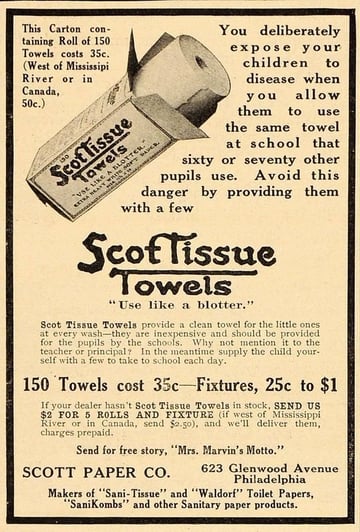 This Carton con-
taining Roll of 150
Towels costs 35c.
(West of Mississipi
River or in
Canada,
50c.)
ScotTissue
Towels
"USE LIKE A BLOTTER."
You deliberately
expose your
children to
disease when
you allow
them to use
the same towel
at school that
sixty or seventy other
pupils use. Avoid this
danger by providing them
with a few
ScotTissue
Towels
"Use like a blotter."
Scot Tissue Towels provide a clean towel for the little ones
at every wash—they are inexpensive and should be provided
for the pupils by the schools. Why not mention it to the
teacher or principal? In the meantime supply the child your-
self with a few to take to school each day.
150 Towels cost 35c—Fixtures, 25c to $1
If your dealer hasn't Scot Tissue Towels in stock, SEND US
$2 FOR 5 ROLLS AND FIXTURE (if west of Mississippi
River or in Canada, send $2.50), and we'll deliver them,
charges prepaid.
Send for free story, "Mrs. Marvin's Motto."
SCOTT PAPER CO.
623 Glenwood Avenue
Philadelphia
Makers of "Sani-Tissue" and "Waldorf" Toilet Papers,
"SaniKombs" and other Sanitary paper products.